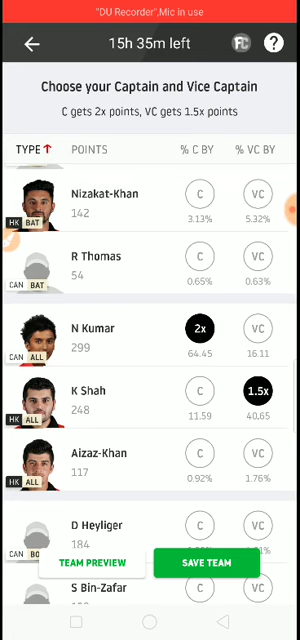 "DU Recorder",Mic in use
15h 35m left
FC
?
Choose your Captain and Vice Captain
C gets 2x points, VC gets 1.5x points
TYPE↑ POINTS % C BY % VC BY
Nizakat-Khan C VC
142 3.13% 5.32%
HK BAT
R Thomas C VC
54 0.65% 0.63%
CAN BAT
N Kumar 2x VC
299 64.45 16.11
CAN ALL
K Shah C 1.5x
248 11.59 40.65
HK ALL
Aizaz-Khan C VC
117 0.92% 1.76%
HK ALL
D Heyliger C VC
184
CAN
TEAM PREVIEW SAVE TEAM
S Bin-Zafar C VC